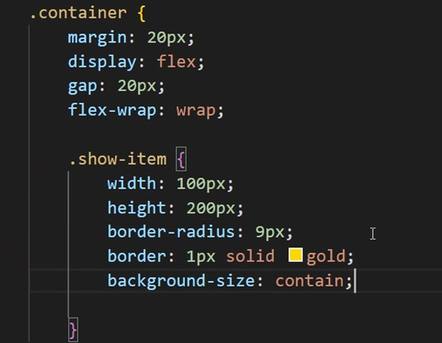 .container {
margin: 20px;
display: flex;
gap: 20px;
flex-wrap: wrap;
.show-item {
width: 100px;
height: 200px;
border-radius: 9px;
border: 1px solid gold;
background-size: contain;
}